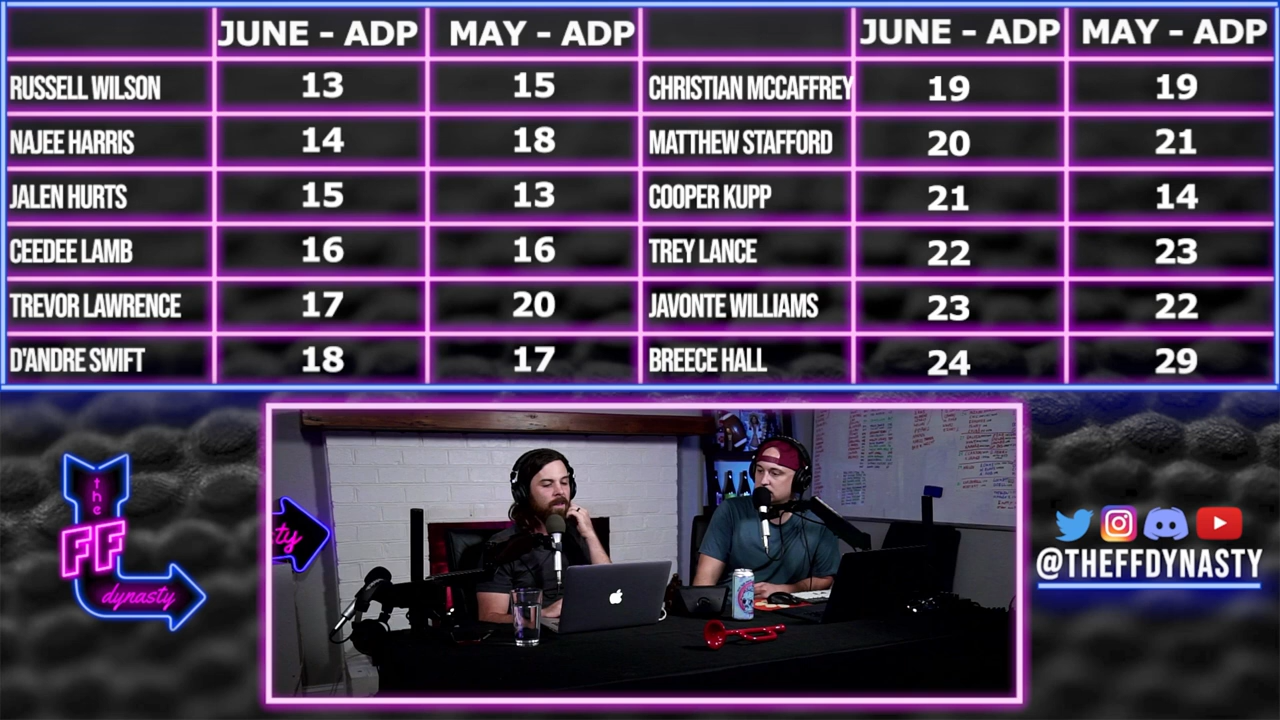 JUNE - ADP MAY - ADP JUNE - ADP MAY - ADP
RUSSELL WILSON 13 15 CHRISTIAN MCCAFFREY 19 19
NAJEE HARRIS 14 18 MATTHEW STAFFORD 20 21
JALEN HURTS 15 13 COOPER KUPP 21 14
CEEDEE LAMB 16 16 TREY LANCE 22 23
TREVOR LAWRENCE 17 20 JAVONTE WILLIAMS 23 22
D'ANDRE SWIFT 18 17 BREECE HALL 24 29
the
FF
dynasty
ty
@THEFFDYNASTY